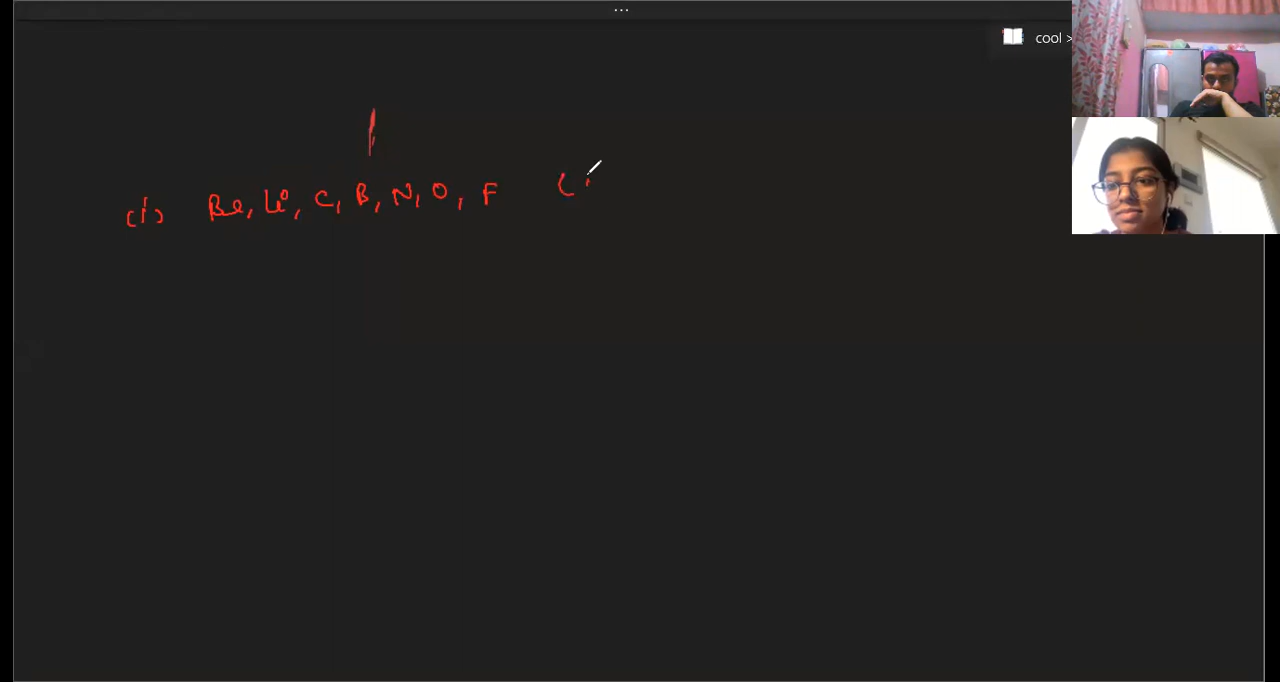 cool >
(i) Be, Li, C, B, N, O, F (